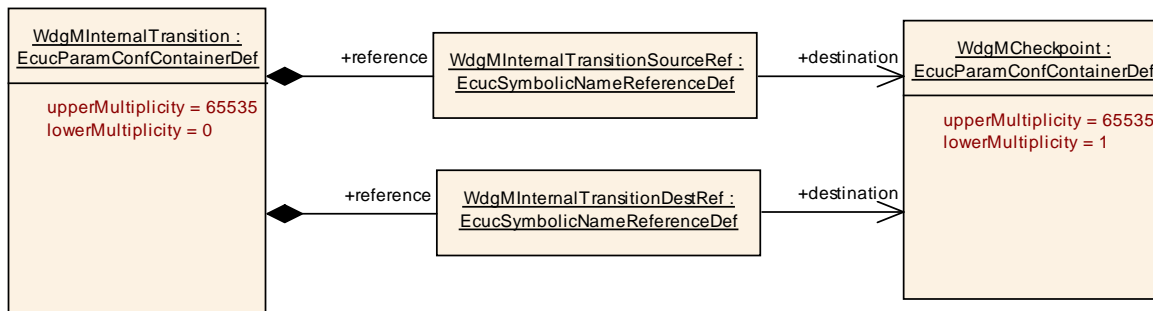 WdgMInternalTransition :
EcucParamConfContainerDef
upperMultiplicity = 65535
lowerMultiplicity = 0
+reference
WdgMInternalTransitionSourceRef :
EcucSymbolicNameReferenceDef
+destination
WdgMCheckpoint :
EcucParamConfContainerDef
upperMultiplicity = 65535
lowerMultiplicity = 1
+reference
WdgMInternalTransitionDestRef :
EcucSymbolicNameReferenceDef
+destination